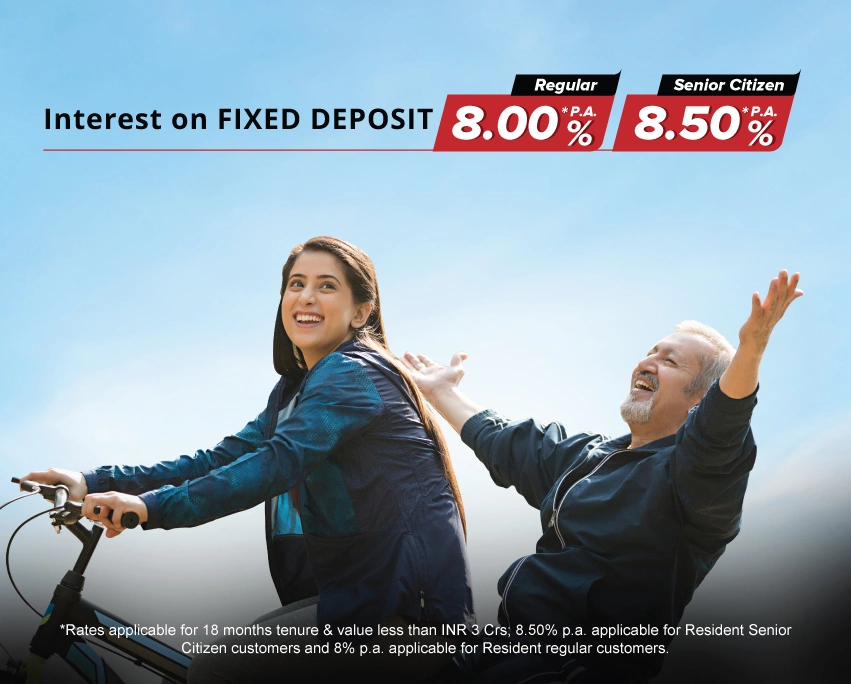 Regular Senior Citizen
Interest on FIXED DEPOSIT 8.00*P.A.% 8.50*P.A.%
*Rates applicable for 18 months tenure & value less than INR 3 Crs; 8.50% p.a. applicable for Resident Senior
Citizen customers and 8% p.a. applicable for Resident regular customers.